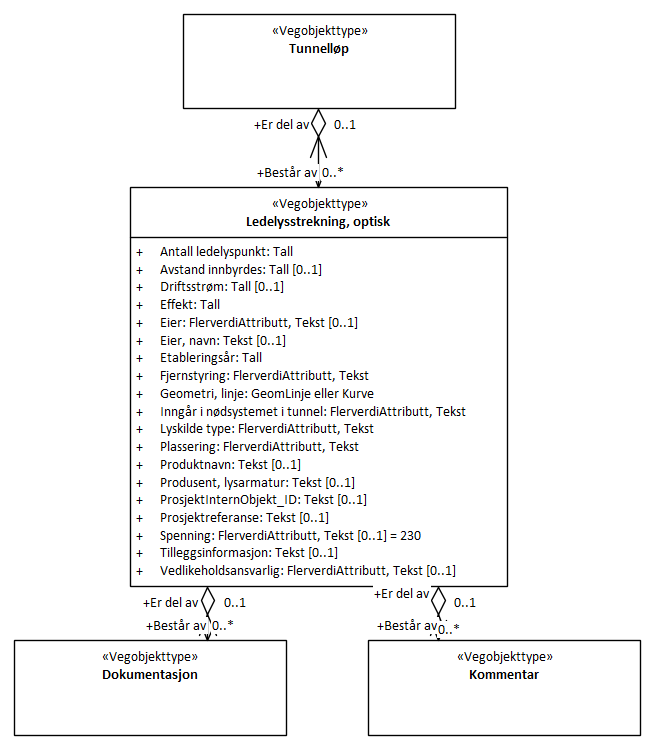 «Vegobjekttype»
Tunnelløp
+Er del av 0..1
+Består av 0..*
«Vegobjekttype»
Ledelysstrekning, optisk
+ Antall ledelyspunkt: Tall
+ Avstand innbyrdes: Tall [0..1]
+ Driftsstrøm: Tall [0..1]
+ Effekt: Tall
+ Eier: FlerverdiAttributt, Tekst [0..1]
+ Eier, navn: Tekst [0..1]
+ Etableringsår: Tall
+ Fjernstyring: FlerverdiAttributt, Tekst
+ Geometri, linje: GeomLinje eller Kurve
+ Inngår i nødsystemet i tunnel: FlerverdiAttributt, Tekst
+ Lyskilde type: FlerverdiAttributt, Tekst
+ Plassering: FlerverdiAttributt, Tekst
+ Produktnavn: Tekst [0..1]
+ Produsent, lysarmatur: Tekst [0..1]
+ ProsjektInternObjekt_ID: Tekst [0..1]
+ Prosjektreferanse: Tekst [0..1]
+ Spenning: FlerverdiAttributt, Tekst [0..1] = 230
+ Tilleggsinformasjon: Tekst [0..1]
+ Vedlikeholdsansvarlig: FlerverdiAttributt, Tekst [0..1]
+Er del av 0..1
+Består av 0..*
+Er del av 0..1
+Består av 0..*
«Vegobjekttype»
Dokumentasjon
«Vegobjekttype»
Kommentar